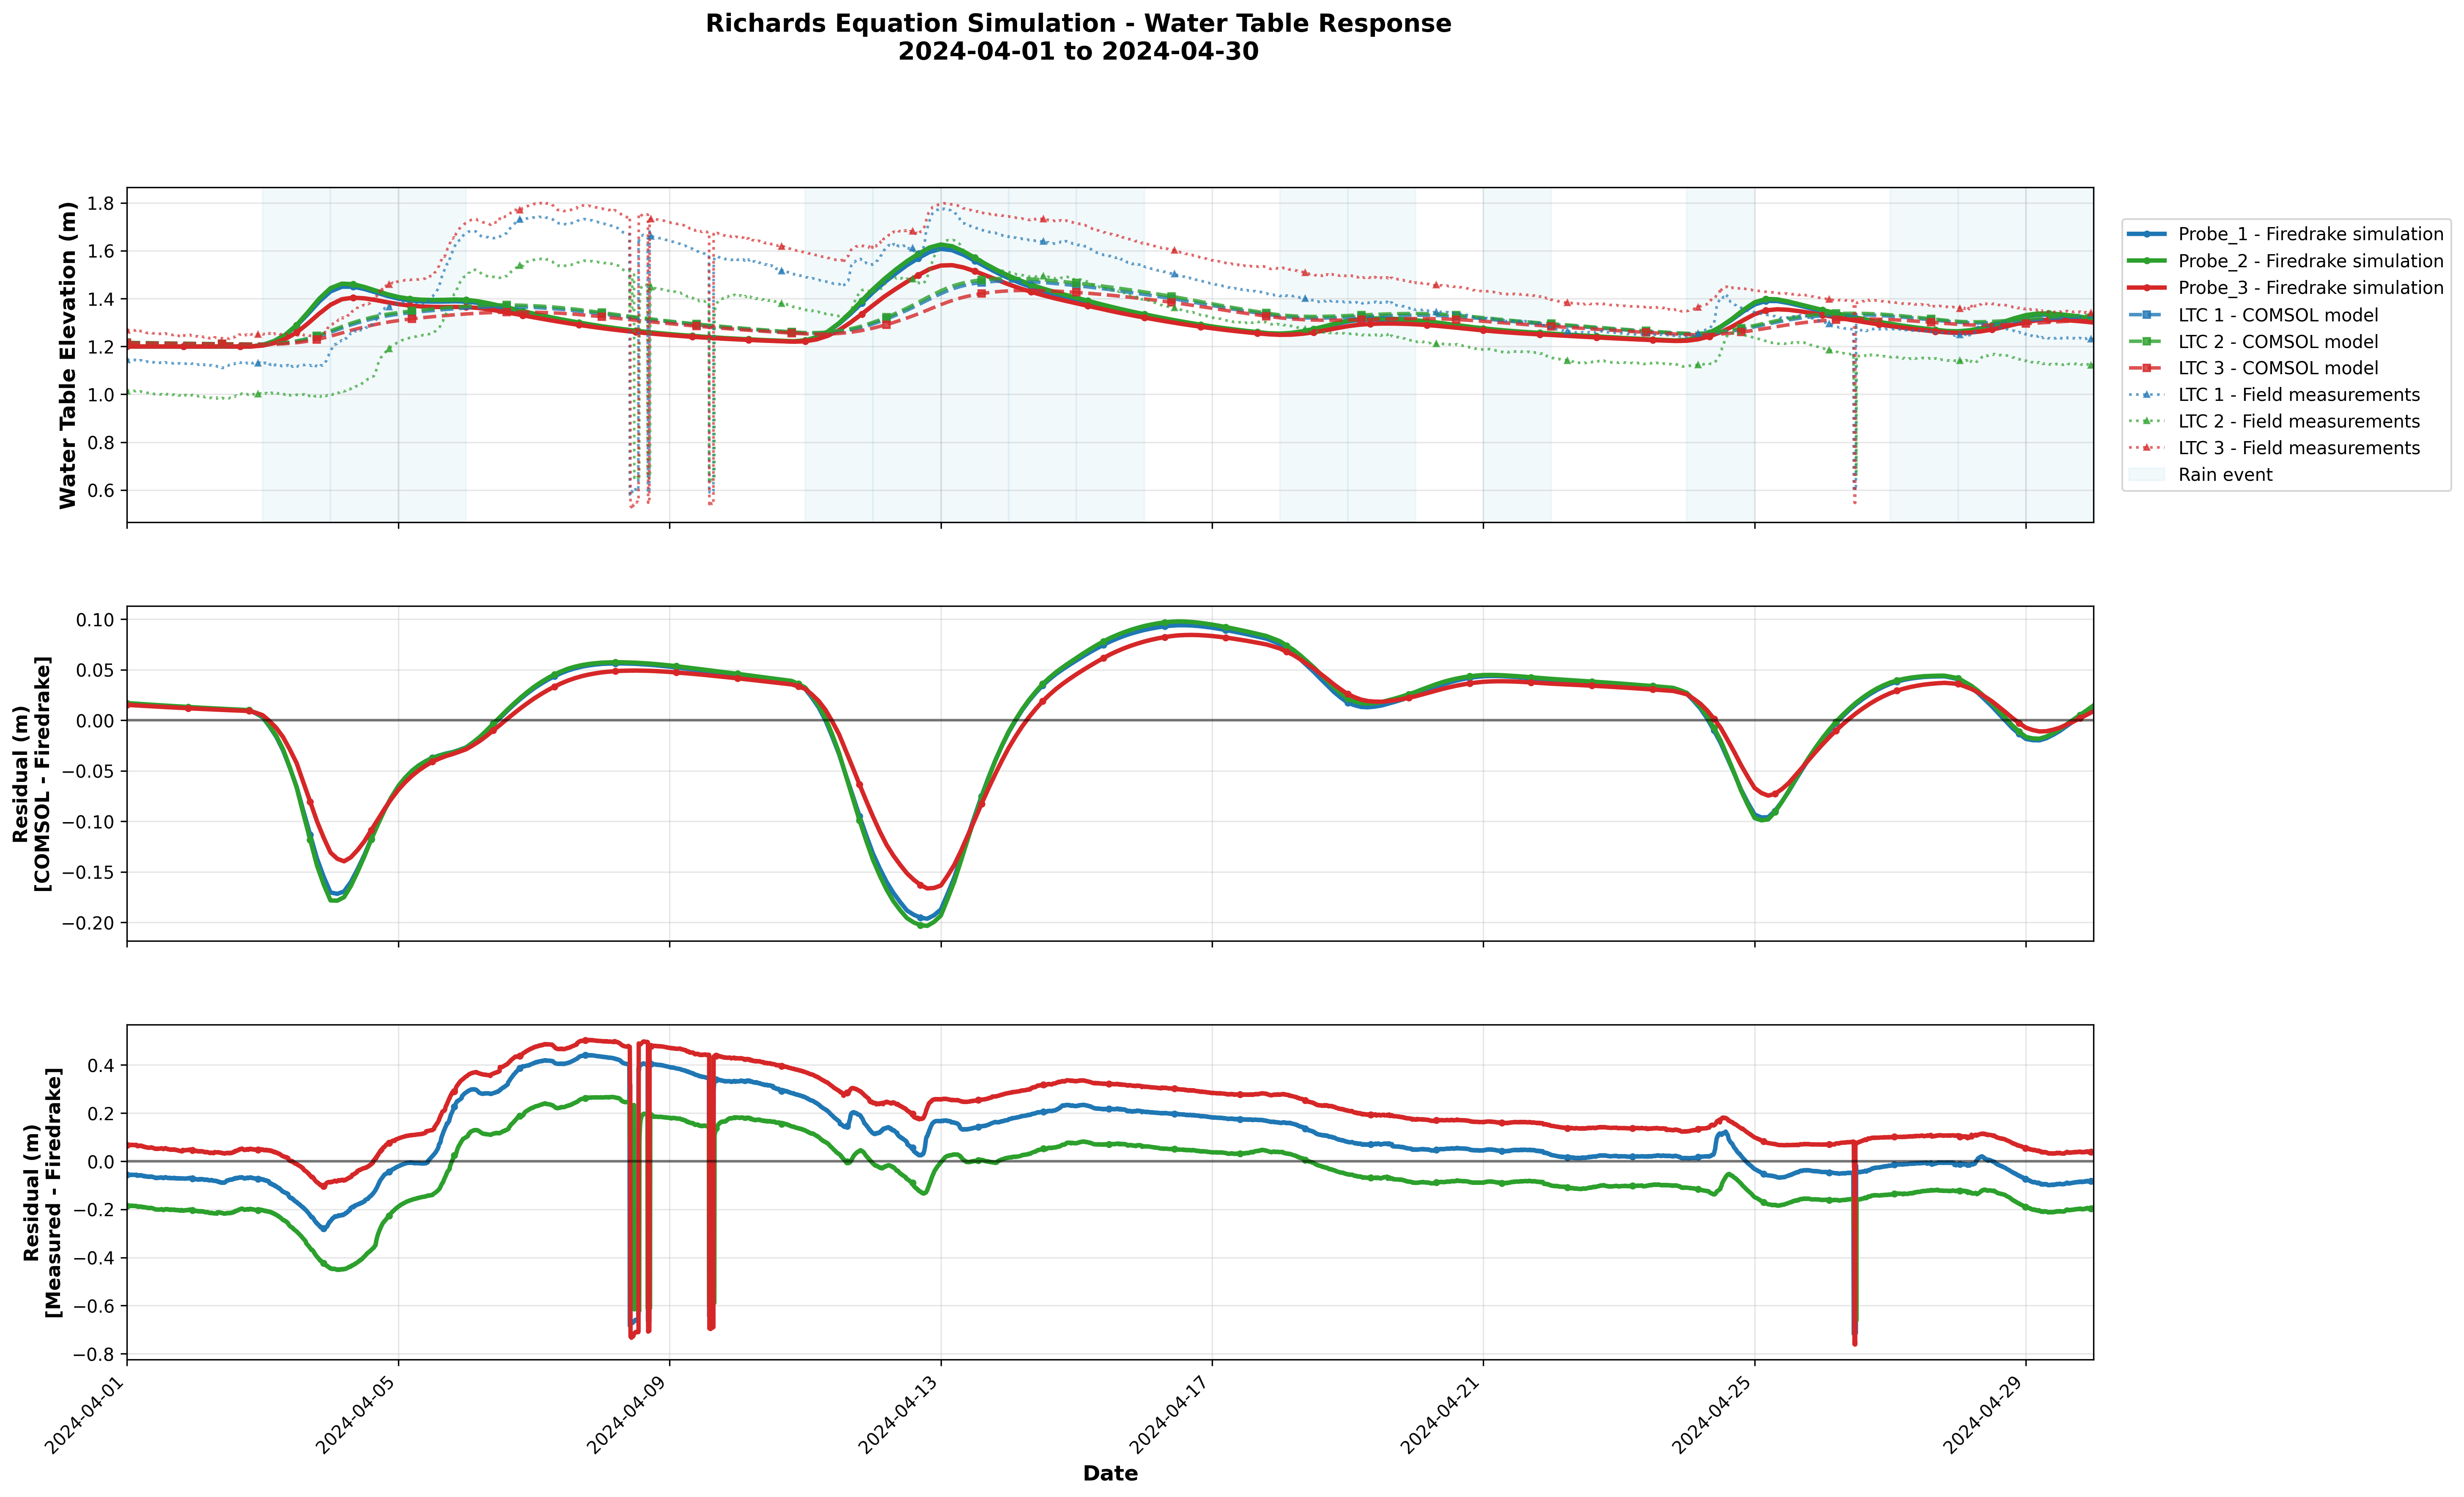 Richards Equation Simulation - Water Table Response
2024-04-01 to 2024-04-30
Water Table Elevation (m)
1.8
1.6
1.4
1.2
1.0
0.8
0.6
Probe_1 - Firedrake simulation
Probe_2 - Firedrake simulation
Probe_3 - Firedrake simulation
LTC 1 - COMSOL model
LTC 2 - COMSOL model
LTC 3 - COMSOL model
LTC 1 - Field measurements
LTC 2 - Field measurements
LTC 3 - Field measurements
Rain event
Residual (m)
[COMSOL - Firedrake]
0.10
0.05
0.00
−0.05
−0.10
−0.15
−0.20
Residual (m)
[Measured - Firedrake]
0.4
0.2
0.0
−0.2
−0.4
−0.6
−0.8
2024-04-01
2024-04-05
2024-04-09
2024-04-13
2024-04-17
2024-04-21
2024-04-25
2024-04-29
Date